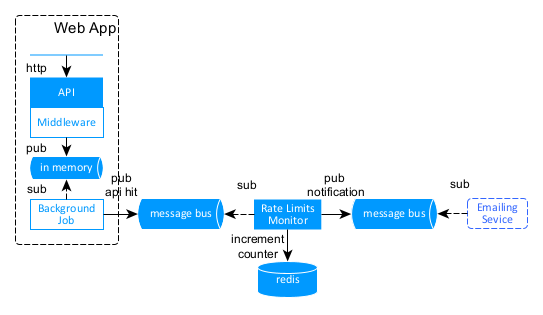 Web App
http
API
Middleware
pub
in memory
sub
Background
Job
pub
api hit
message bus
sub
Rate Limits
Monitor
increment
counter
redis
pub
notification
message bus
sub
Emailing
Sevice